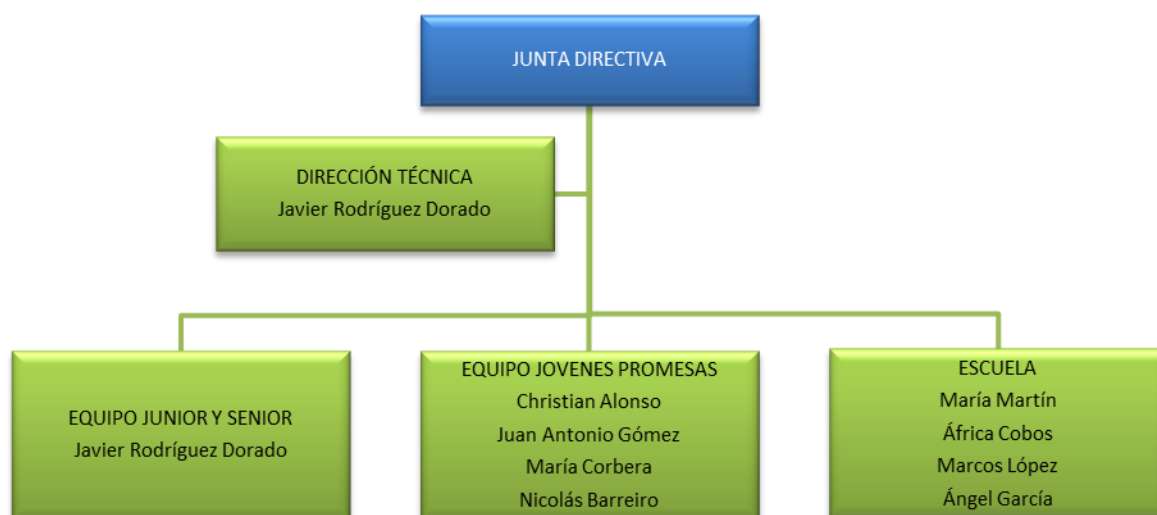 JUNTA DIRECTIVA
DIRECCIÓN TÉCNICA
Javier Rodríguez Dorado
EQUIPO JUNIOR Y SENIOR
Javier Rodríguez Dorado
EQUIPO JOVENES PROMESAS
Christian Alonso
Juan Antonio Gómez
María Corbera
Nicolás Barreiro
ESCUELA
María Martín
África Cobos
Marcos López
Ángel García